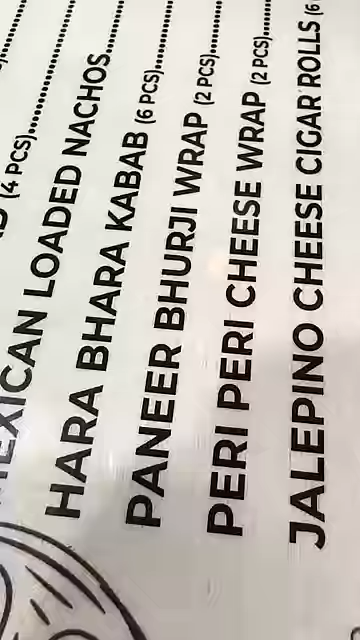 (4 PCS)..........
MEXICAN LOADED NACHOS..........
HARA BHARA KABAB (6 PCS)..........
PANEER BHURJI WRAP (2 PCS)..........
PERI PERI CHEESE WRAP (2 PCS)..........
JALEPINO CHEESE CIGAR ROLLS (6